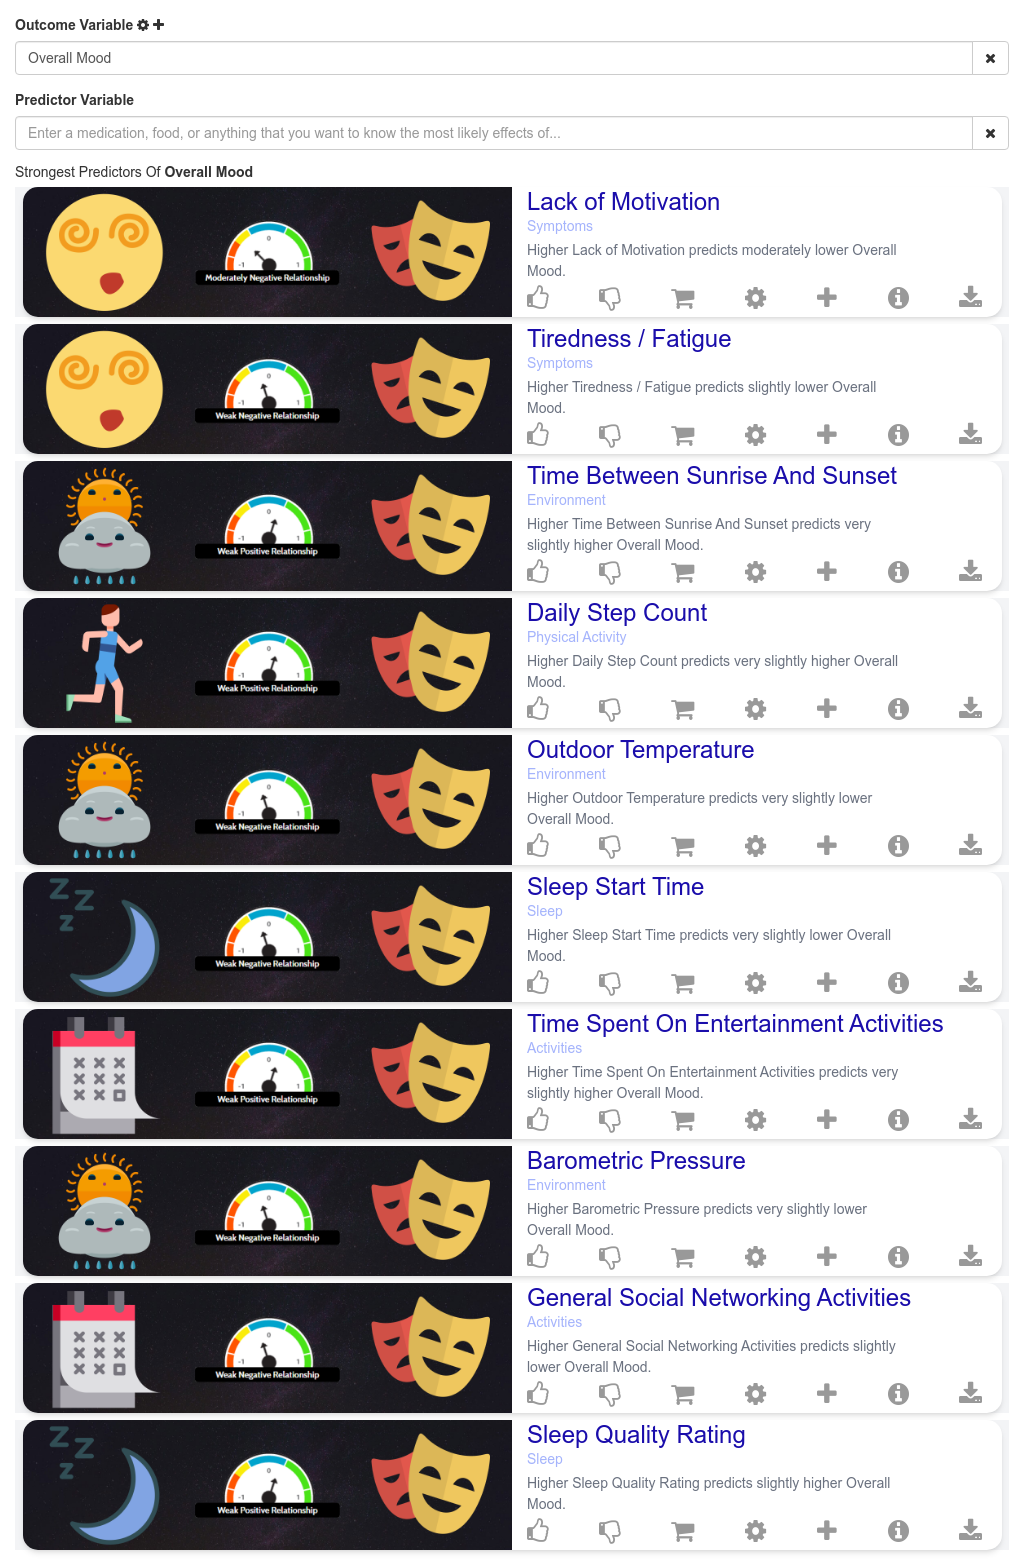 Outcome Variable
Overall Mood
Predictor Variable
Enter a medication, food, or anything that you want to know the most likely effects of...
Strongest Predictors Of Overall Mood
-1 0 1
Moderately Negative Relationship
Lack of Motivation
Symptoms
Higher Lack of Motivation predicts moderately lower Overall
Mood.
-1 0 1
Weak Negative Relationship
Tiredness / Fatigue
Symptoms
Higher Tiredness / Fatigue predicts slightly lower Overall
Mood.
-1 0 1
Weak Positive Relationship
Time Between Sunrise And Sunset
Environment
Higher Time Between Sunrise And Sunset predicts very
slightly higher Overall Mood.
-1 0 1
Weak Positive Relationship
Daily Step Count
Physical Activity
Higher Daily Step Count predicts very slightly higher Overall
Mood.
-1 0 1
Weak Negative Relationship
Outdoor Temperature
Environment
Higher Outdoor Temperature predicts very slightly lower
Overall Mood.
Z Z Z
-1 0 1
Weak Negative Relationship
Sleep Start Time
Sleep
Higher Sleep Start Time predicts very slightly lower Overall
Mood.
-1 0 1
Weak Positive Relationship
Time Spent On Entertainment Activities
Activities
Higher Time Spent On Entertainment Activities predicts very
slightly higher Overall Mood.
-1 0 1
Weak Negative Relationship
Barometric Pressure
Environment
Higher Barometric Pressure predicts very slightly lower
Overall Mood.
-1 0 1
Weak Negative Relationship
General Social Networking Activities
Activities
Higher General Social Networking Activities predicts slightly
lower Overall Mood.
Z Z Z
-1 0 1
Weak Positive Relationship
Sleep Quality Rating
Sleep
Higher Sleep Quality Rating predicts slightly higher Overall
Mood.